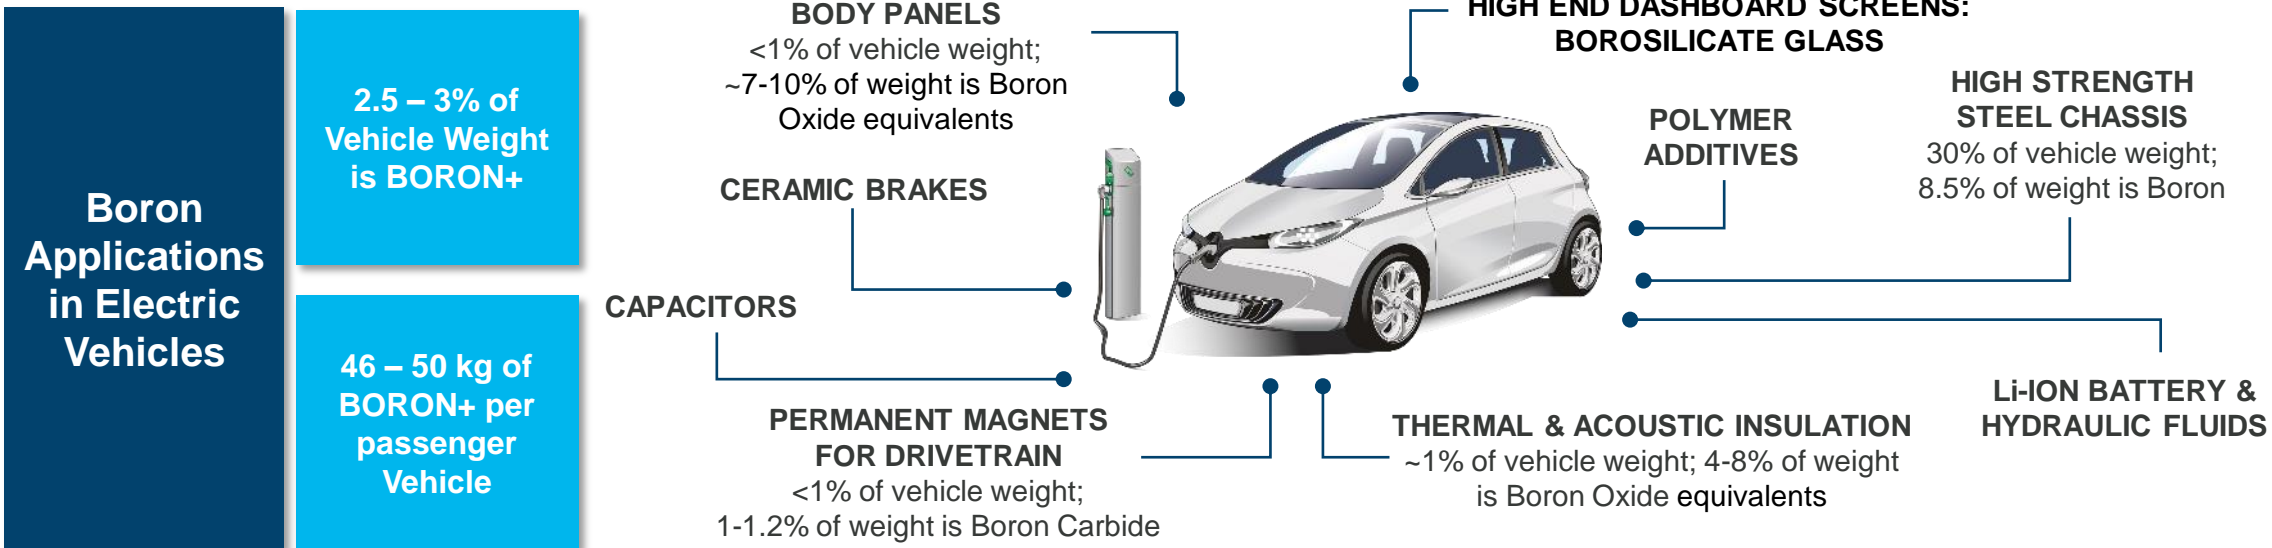 Boron
Applications
in Electric
Vehicles
2.5 – 3% of
Vehicle Weight
is BORON+
46 – 50 kg of
BORON+ per
passenger
Vehicle
BODY PANELS
<1% of vehicle weight;
~7-10% of weight is Boron
Oxide equivalents
CERAMIC BRAKES
CAPACITORS
PERMANENT MAGNETS
FOR DRIVETRAIN
<1% of vehicle weight;
1-1.2% of weight is Boron Carbide
HIGH END DASHBOARD SCREENS:
BOROSILICATE GLASS
POLYMER
ADDITIVES
HIGH STRENGTH
STEEL CHASSIS
30% of vehicle weight;
8.5% of weight is Boron
THERMAL & ACOUSTIC INSULATION
~1% of vehicle weight; 4-8% of weight
is Boron Oxide equivalents
Li-ION BATTERY &
HYDRAULIC FLUIDS